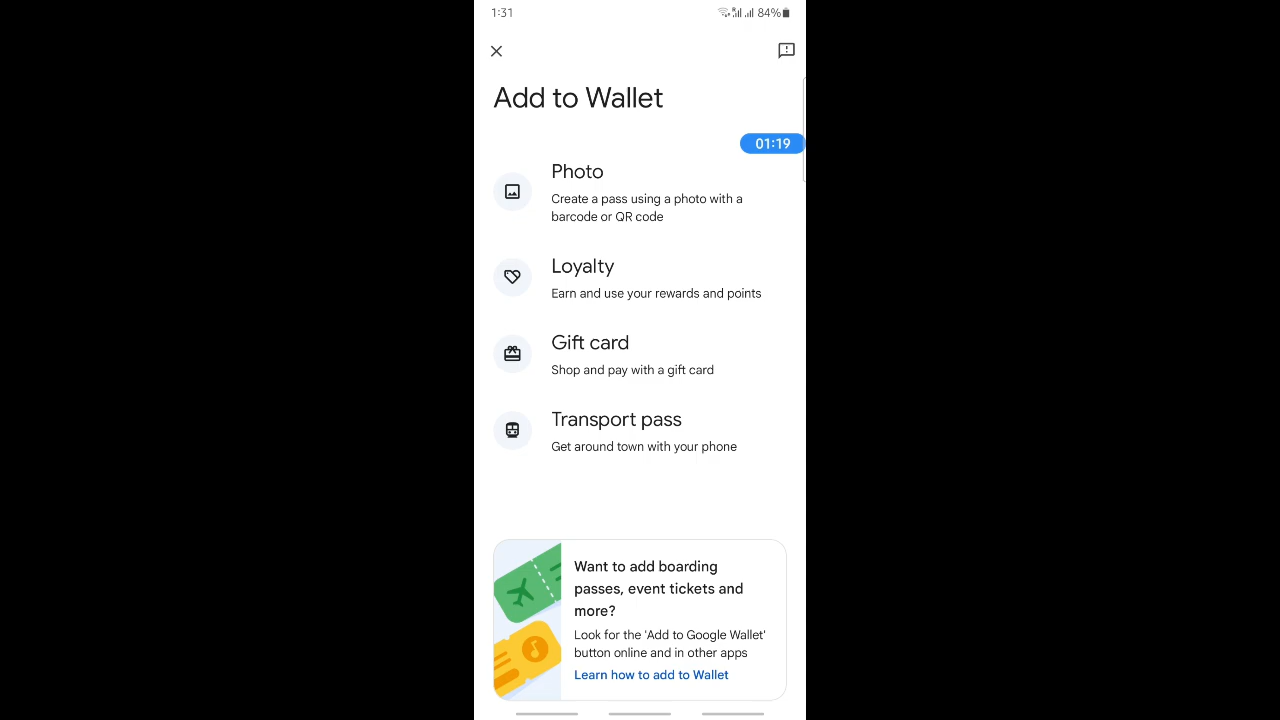 1:31
84%
Add to Wallet
01:19
Photo
Create a pass using a photo with a
barcode or QR code
Loyalty
Earn and use your rewards and points
Gift card
Shop and pay with a gift card
Transport pass
Get around town with your phone
Want to add boarding
passes, event tickets and
more?
Look for the 'Add to Google Wallet'
button online and in other apps
Learn how to add to Wallet